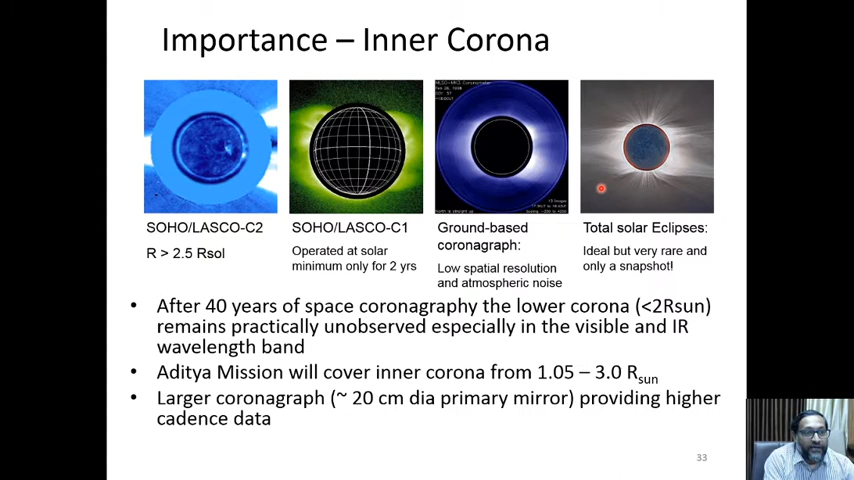 Importance – Inner Corona
SOHO/LASCO-C2
R > 2.5 Rsol
SOHO/LASCO-C1
Operated at solar
minimum only for 2 yrs
Ground-based
coronagraph:
Low spatial resolution
and atmospheric noise
Total solar Eclipses:
Ideal but very rare and
only a snapshot!
• After 40 years of space coronagraphy the lower corona (<2Rsun)
remains practically unobserved especially in the visible and IR
wavelength band
• Aditya Mission will cover inner corona from 1.05 – 3.0 Rsun
• Larger coronagraph (~ 20 cm dia primary mirror) providing higher
cadence data
33